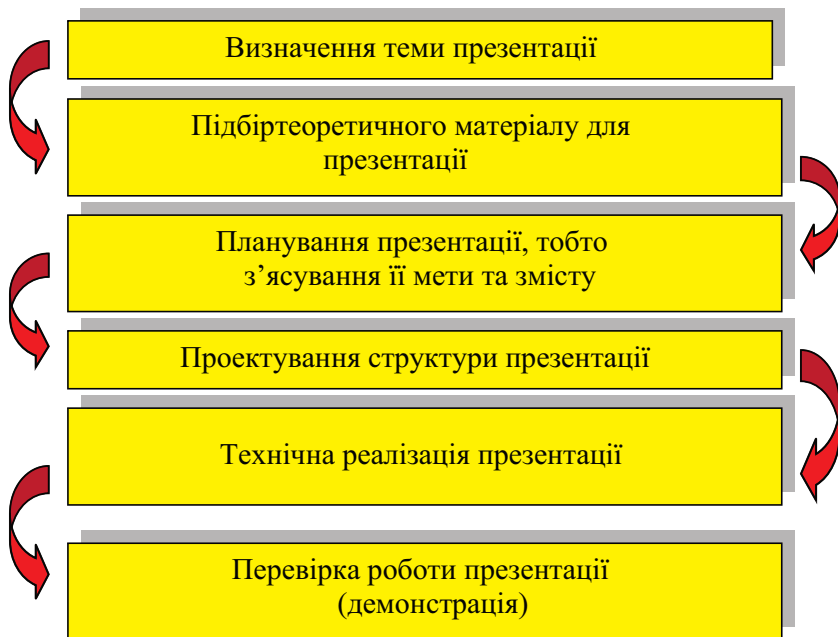 Визначення теми презентації
Підбіртеоретичного матеріалу для
презентації
Планування презентації, тобто
з’ясування її мети та змісту
Проектування структури презентації
Технічна реалізація презентації
Перевірка роботи презентації
(демонстрація)